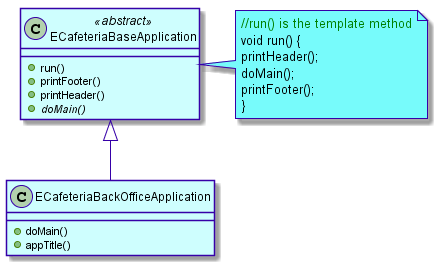 «abstract»
C ECafeteriaBaseApplication
run()
printFooter()
printHeader()
doMain()
//run() is the template method
void run() {
printHeader();
doMain();
printFooter();
}
C ECafeteriaBackOfficeApplication
doMain()
appTitle()